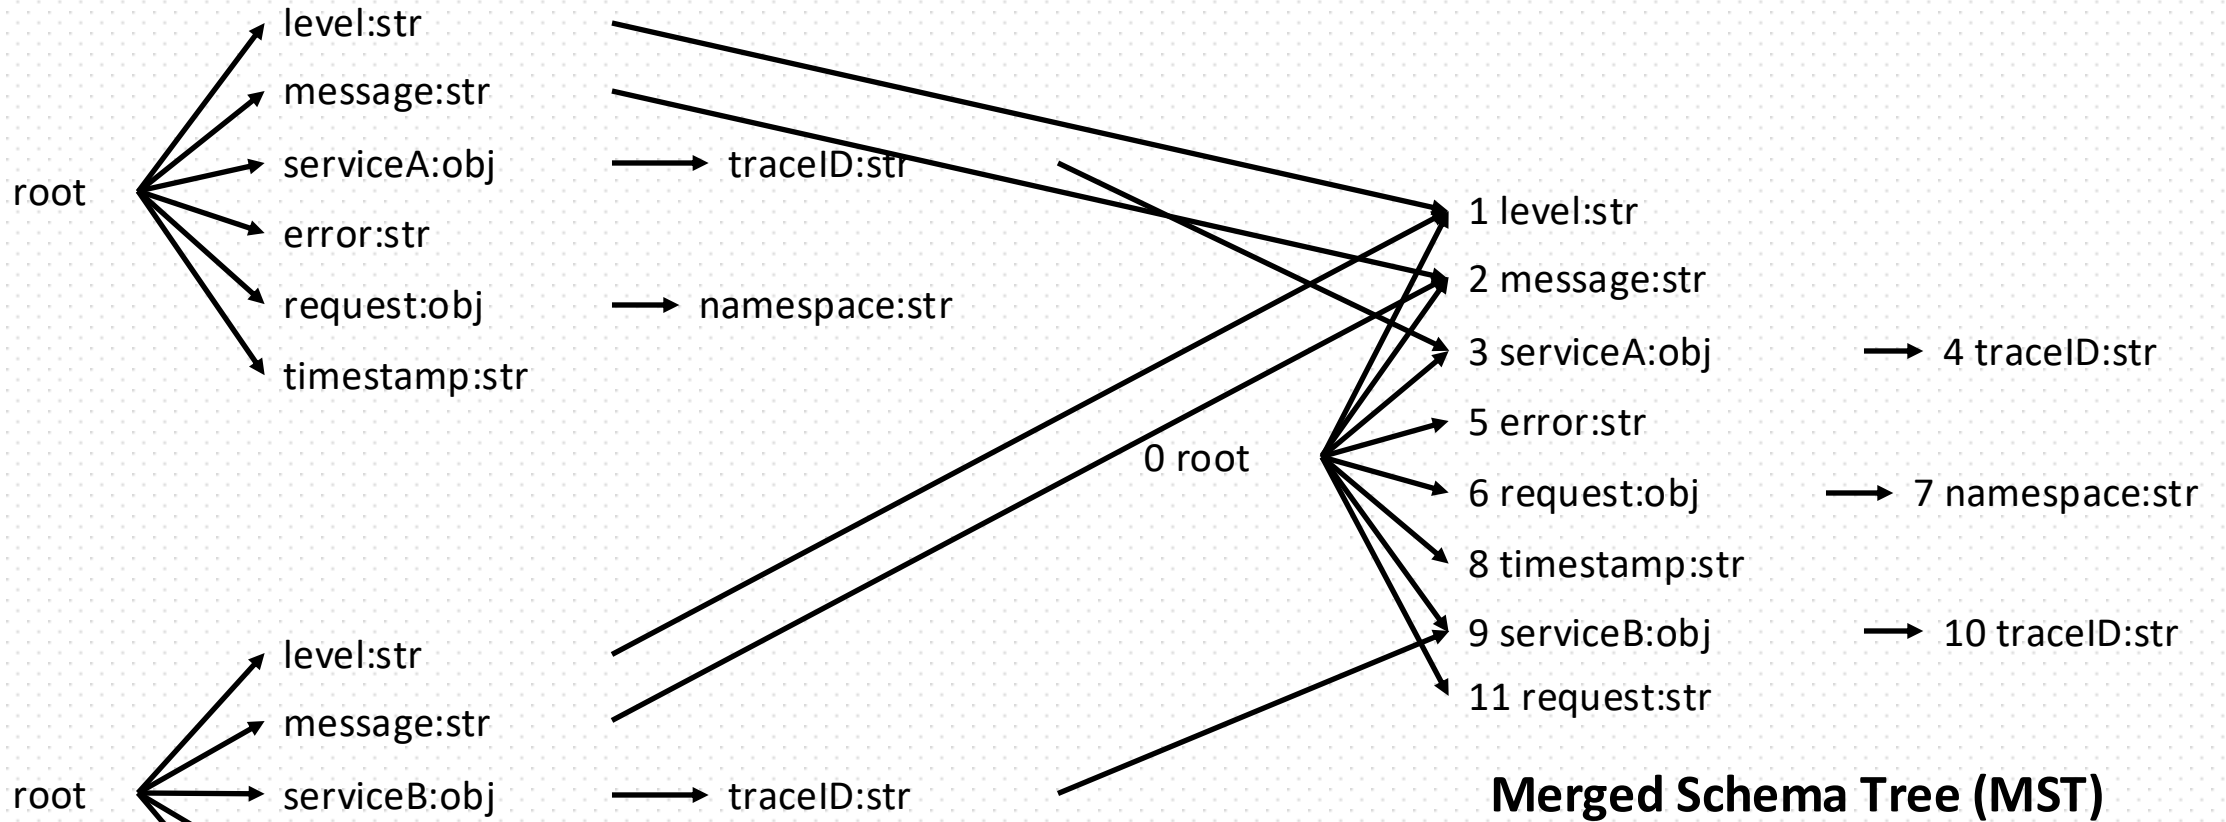 level:str
message:str
root
serviceA:obj
traceID:str
error:str
request:obj
namespace:str
timestamp:str
level:str
message:str
root
serviceB:obj
traceID:str
0 root
1 level:str
2 message:str
3 serviceA:obj
4 traceID:str
5 error:str
6 request:obj
7 namespace:str
8 timestamp:str
9 serviceB:obj
10 traceID:str
11 request:str
Merged Schema Tree (MST)